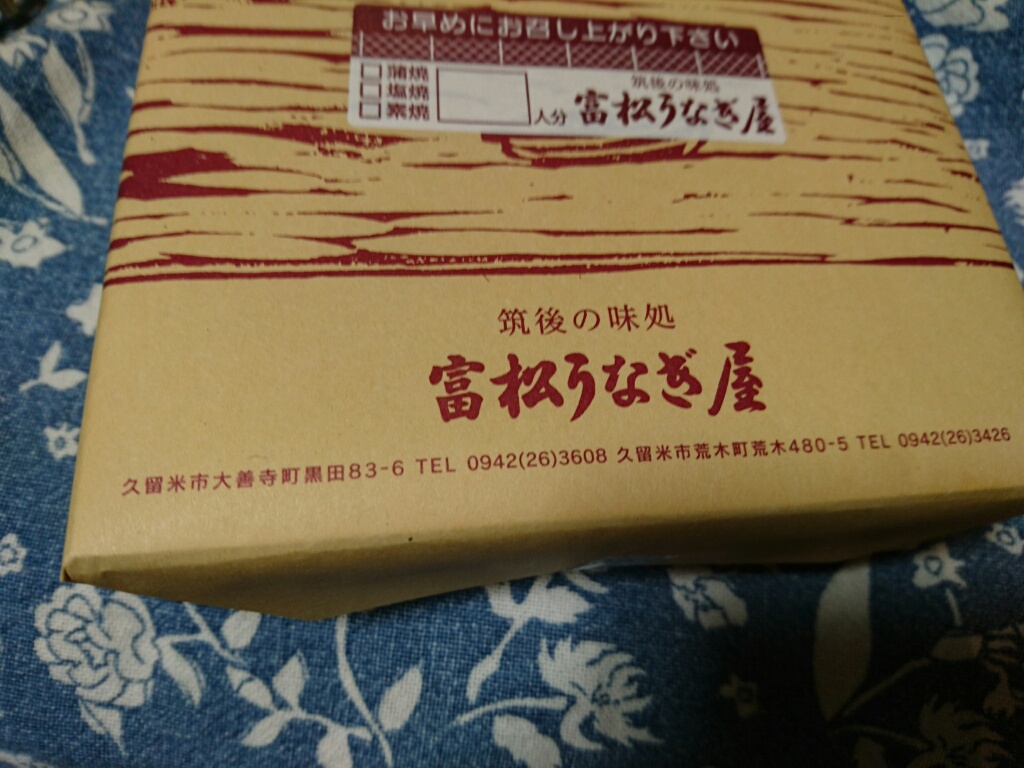 お早めにお召し上がり下さい
□ 蒲焼
□ 塩焼
□ 素焼
人分
筑後の味処
富松うなぎ屋
筑後の味処
富松うなぎ屋
久留米市大善寺町黒田83-6 TEL 0942(26)3608 久留米市荒木町荒木480-5 TEL 0942(26)3426